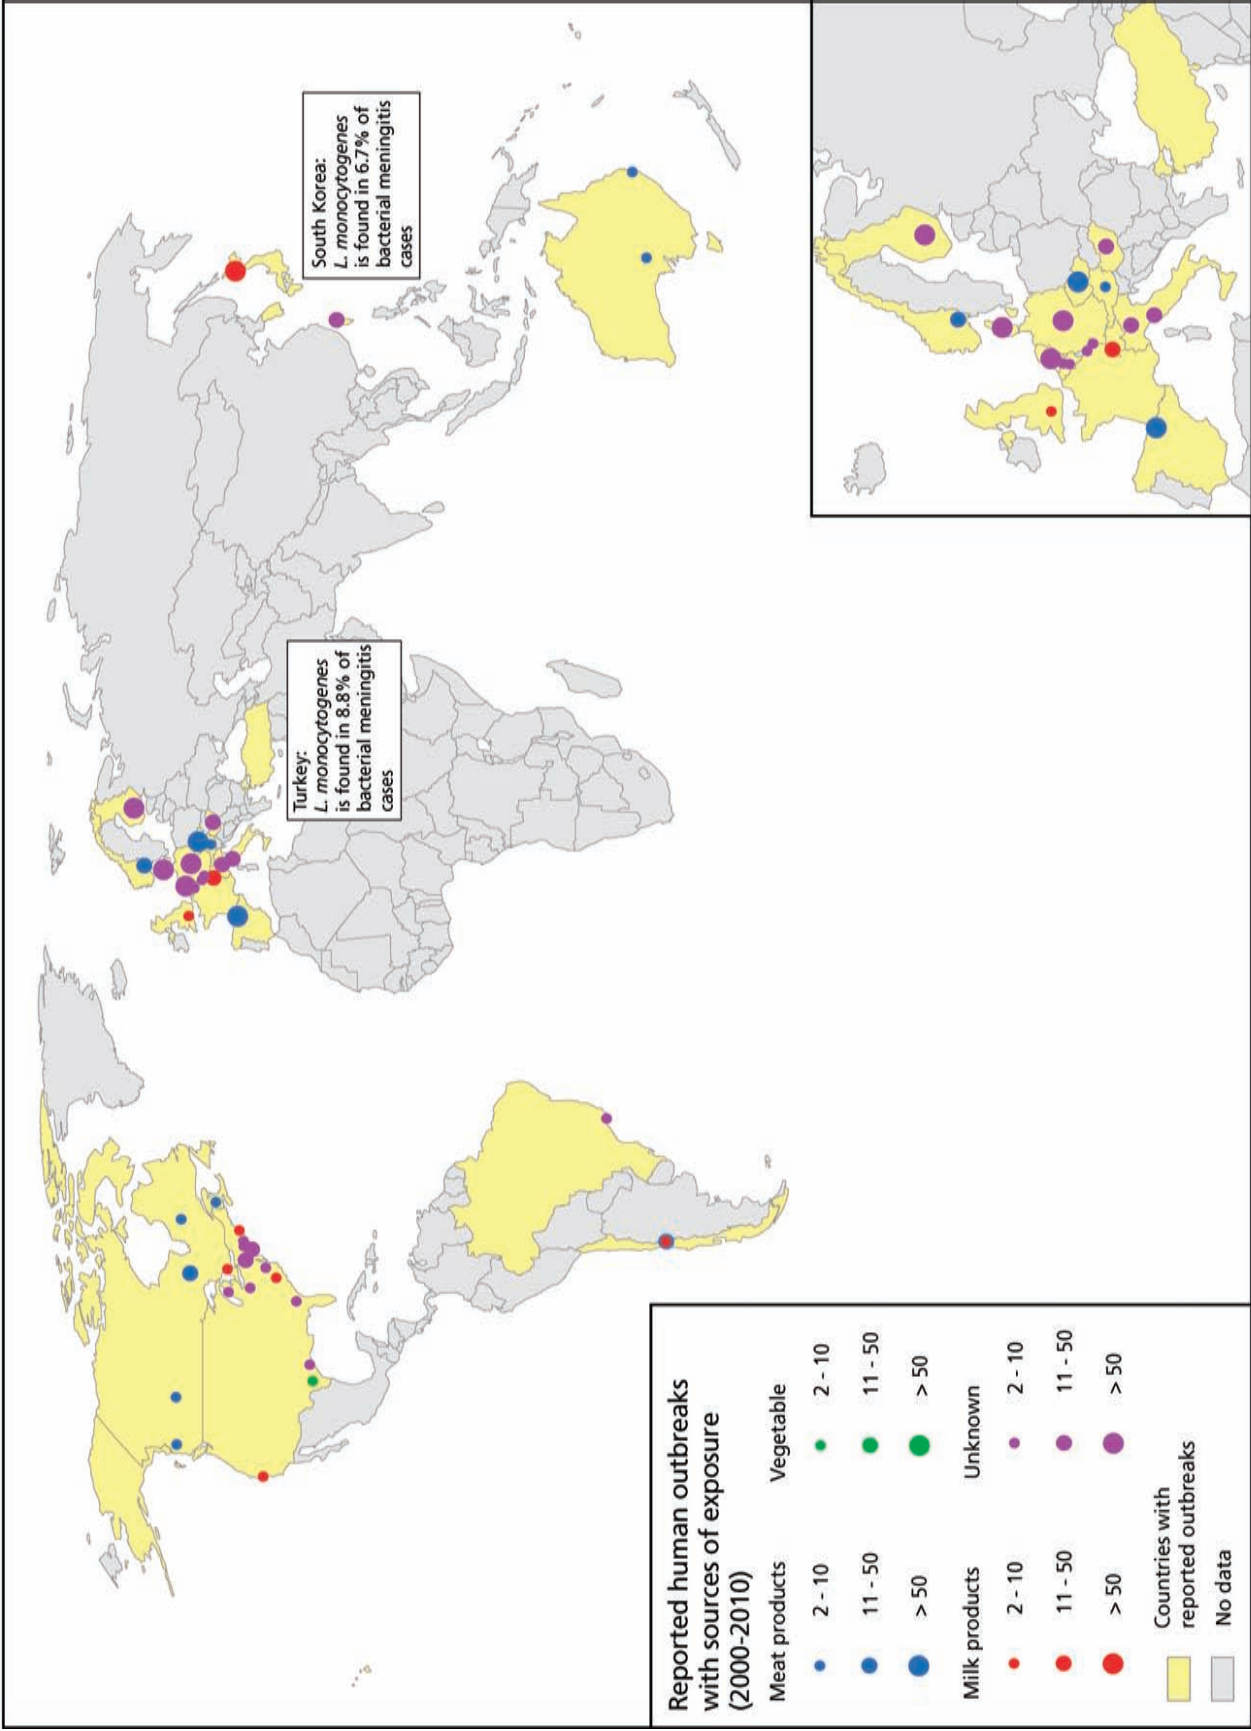 South Korea:
L. monocytogenes
is found in 6.7% of
bacterial meningitis
cases
Turkey:
L. monocytogenes
is found in 8.8% of
bacterial meningitis
cases
Reported human outbreaks
with sources of exposure
(2000-2010)
Meat products
2 - 10
11 - 50
> 50
Vegetable
2 - 10
11 - 50
> 50
Milk products
2 - 10
11 - 50
> 50
Unknown
2 - 10
11 - 50
> 50
Countries with
reported outbreaks
No data